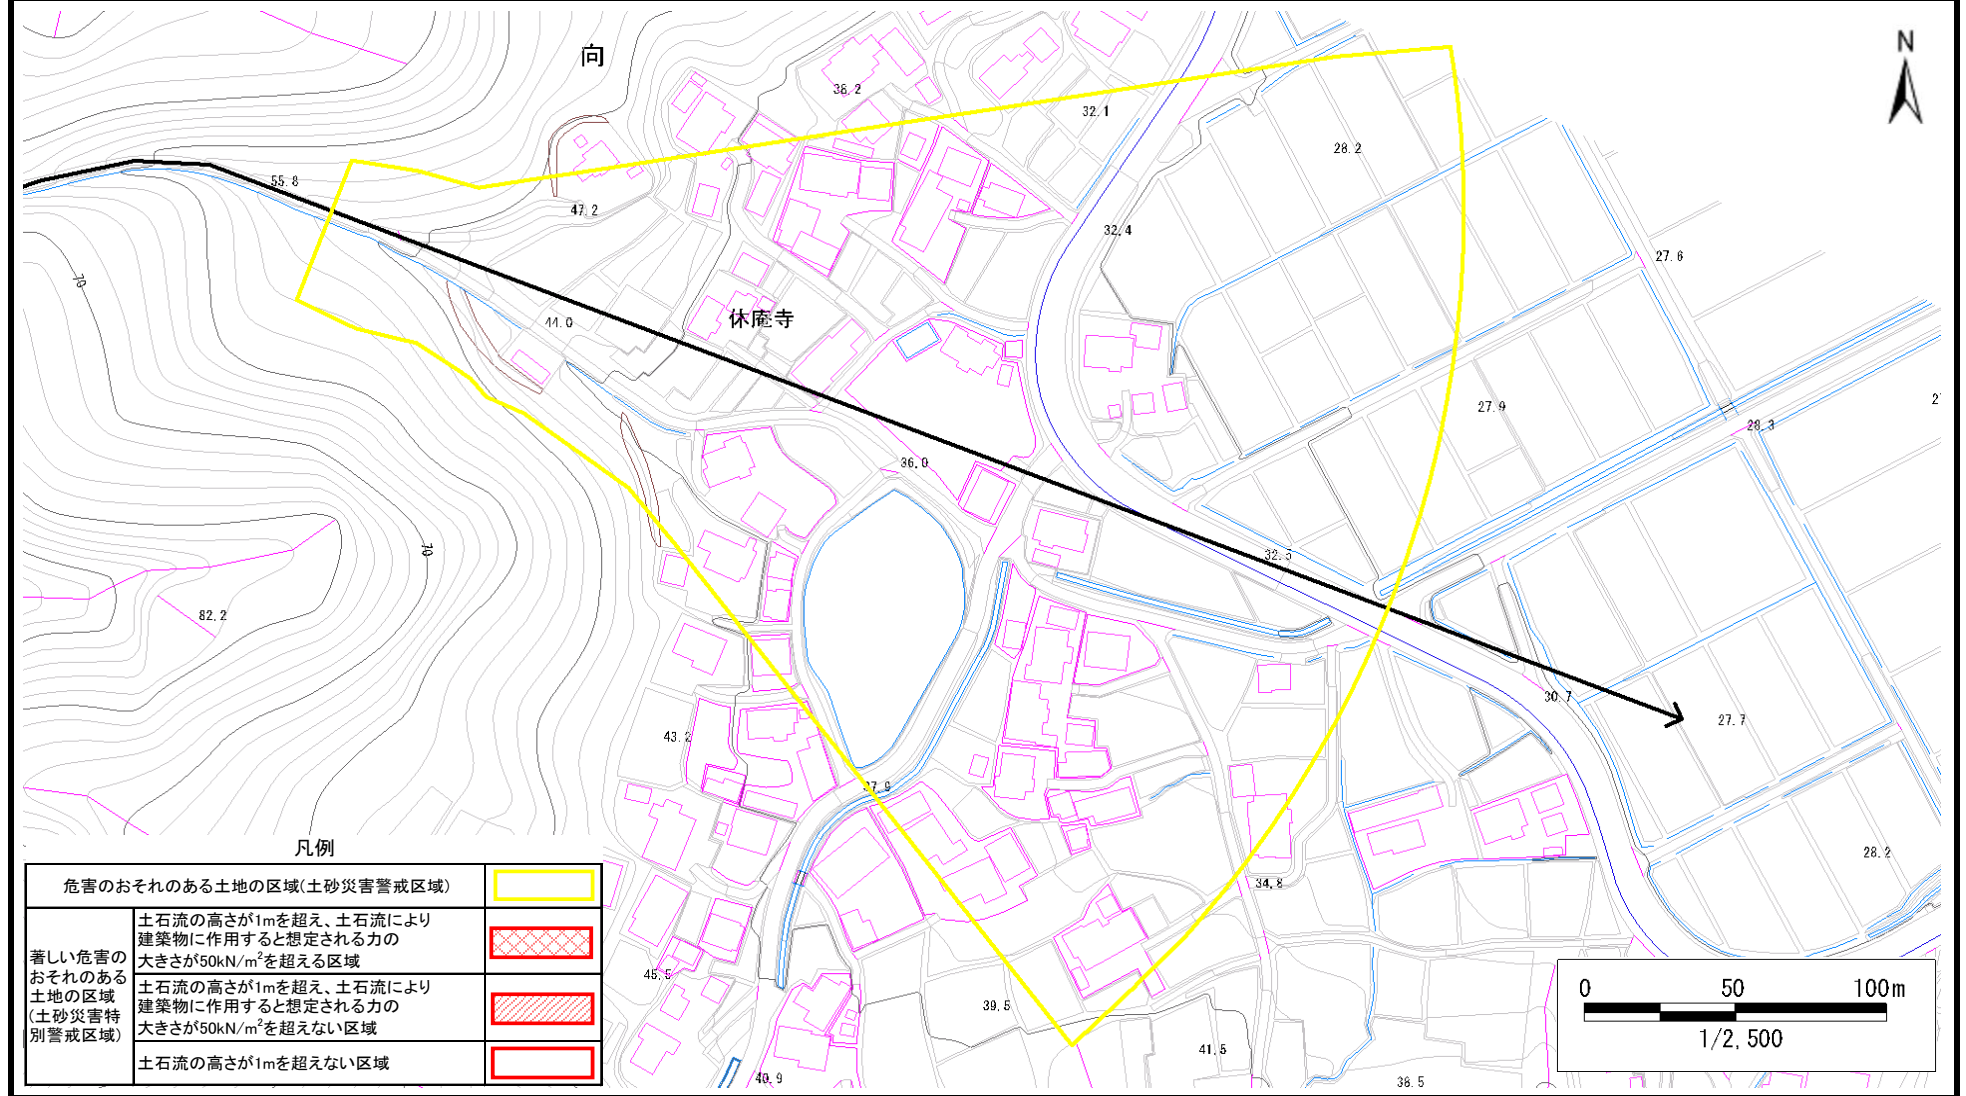 向
N
38.2
32.1
28.2
55.8
47.2
32.4
27.6
70
44.0
休庵寺
27.9
2
28.3
36.0
70
32.5
82.2
30.7
27.7
43.2
37.9
28.2
34.8
45.5
39.5
41.5
40.9
38.5
凡例
危害のおそれのある土地の区域(土砂災害警戒区域)
著しい危害の
おそれのある
土地の区域
(土砂災害特
別警戒区域)
土石流の高さが1mを超え、土石流により
建築物に作用すると想定される力の
大きさが50kN/m²を超える区域
土石流の高さが1mを超え、土石流により
建築物に作用すると想定される力の
大きさが50kN/m²を超えない区域
土石流の高さが1mを超えない区域
0 50 100m
1/2,500